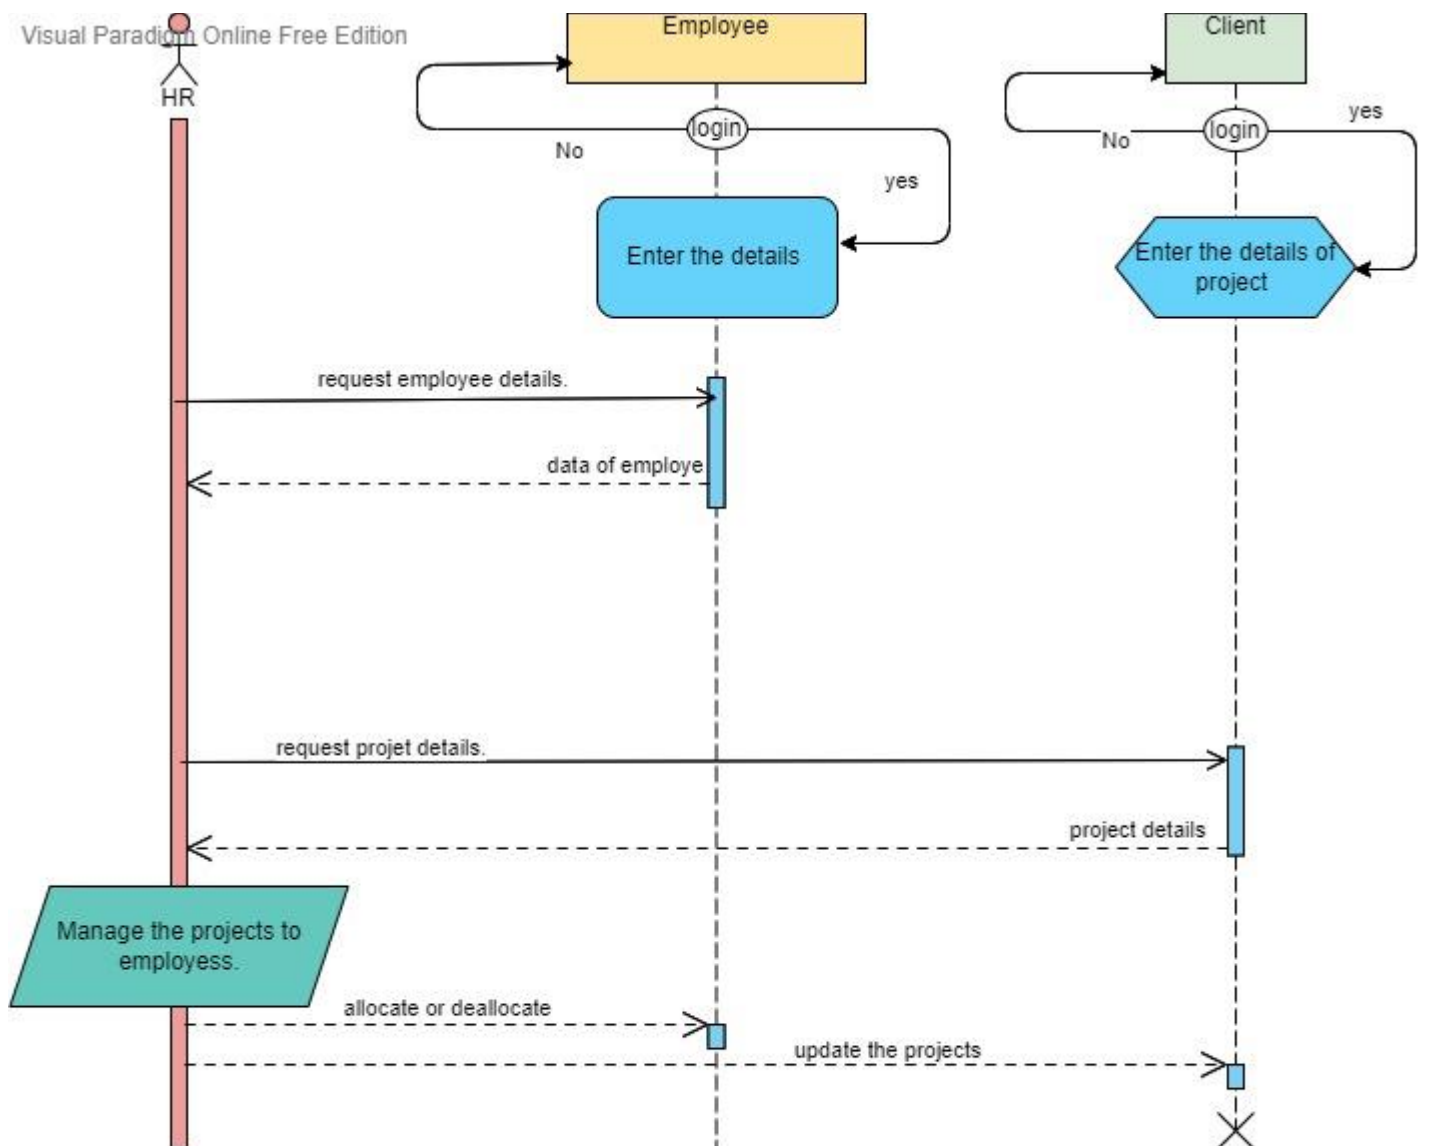 Visual Paradigm Online Free Edition
HR
Employee
Client
login
No
yes
login
No
yes
Enter the details
Enter the details of
project
request employee details.
data of employe
request projet details.
project details
Manage the projects to
employess.
allocate or deallocate
update the projects